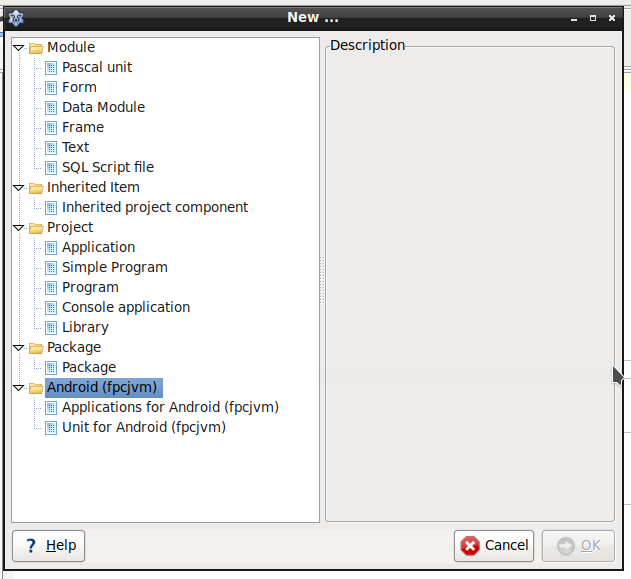 New ...
Module
Pascal unit
Form
Data Module
Frame
Text
SQL Script file
Inherited Item
Inherited project component
Project
Application
Simple Program
Program
Console application
Library
Package
Package
Android (fpcjvm)
Applications for Android (fpcjvm)
Unit for Android (fpcjvm)
Description
? Help
Cancel
OK